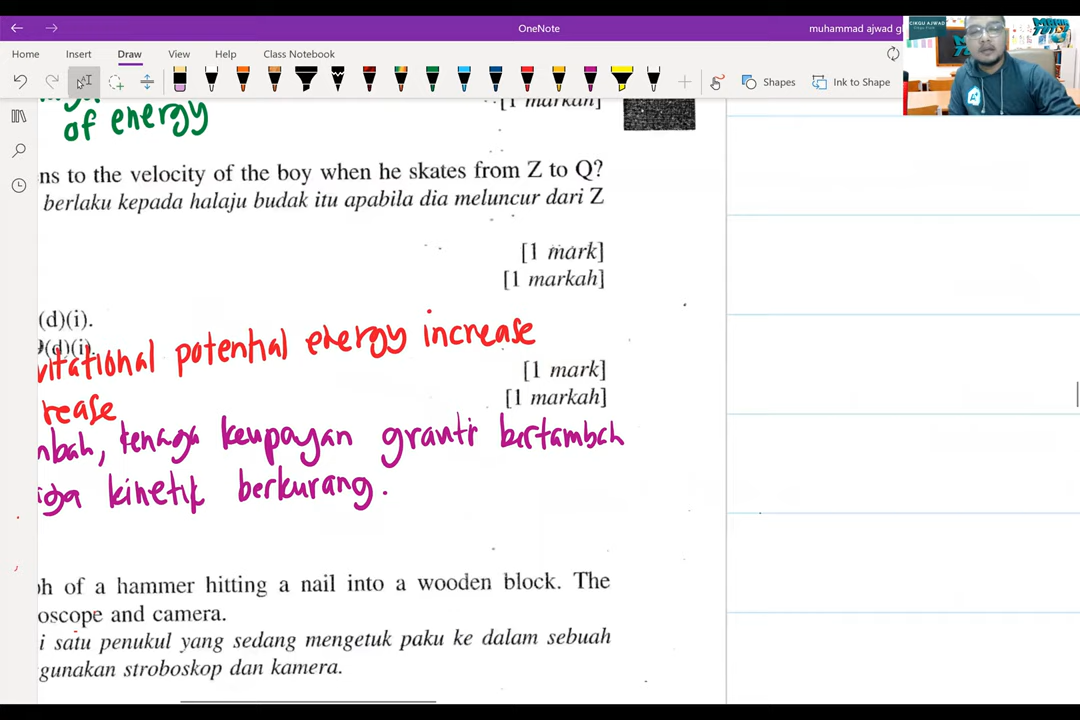 OneNote
muhammad ajwad
CIKGU AJWAD
Home Insert Draw View Help Class Notebook
Shapes Ink to Shape
of energy
[1 markah]
ns to the velocity of the boy when he skates from Z to Q?
berlaku kepada halaju budak itu apabila dia meluncur dari Z
[1 mark]
[1 markah]
(d)(i).
(d)(i).
vitational potential energy increase
[1 mark]
rease
[1 markah]
mbah, tenaga keupayan graviti bertambah
kinetik berkurang.
of a hammer hitting a nail into a wooden block. The
oscope and camera.
i satu penukul yang sedang mengetuk paku ke dalam sebuah
gunakan stroboskop dan kamera.